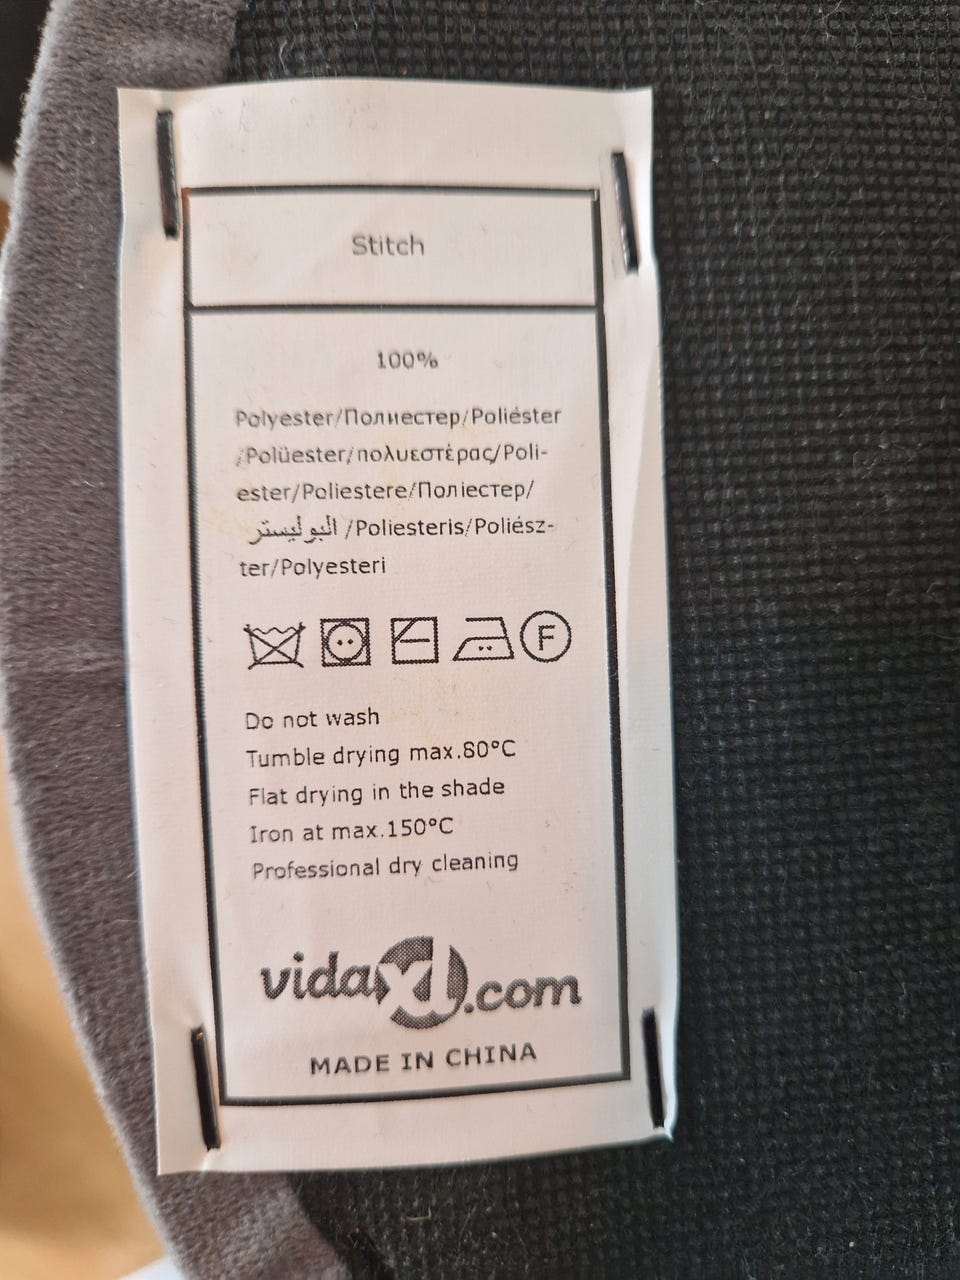 Stitch
100%
Polyester/Полиестер/Poliéster
/Polüester/πολυεστέρας/Poli-
ester/Poliestere/Поліестер/
البوليستر /Poliesteris/Poliész-
ter/Polyesteri
F
Do not wash
Tumble drying max.80°C
Flat drying in the shade
Iron at max.150°C
Professional dry cleaning
vidaXL.com
MADE IN CHINA